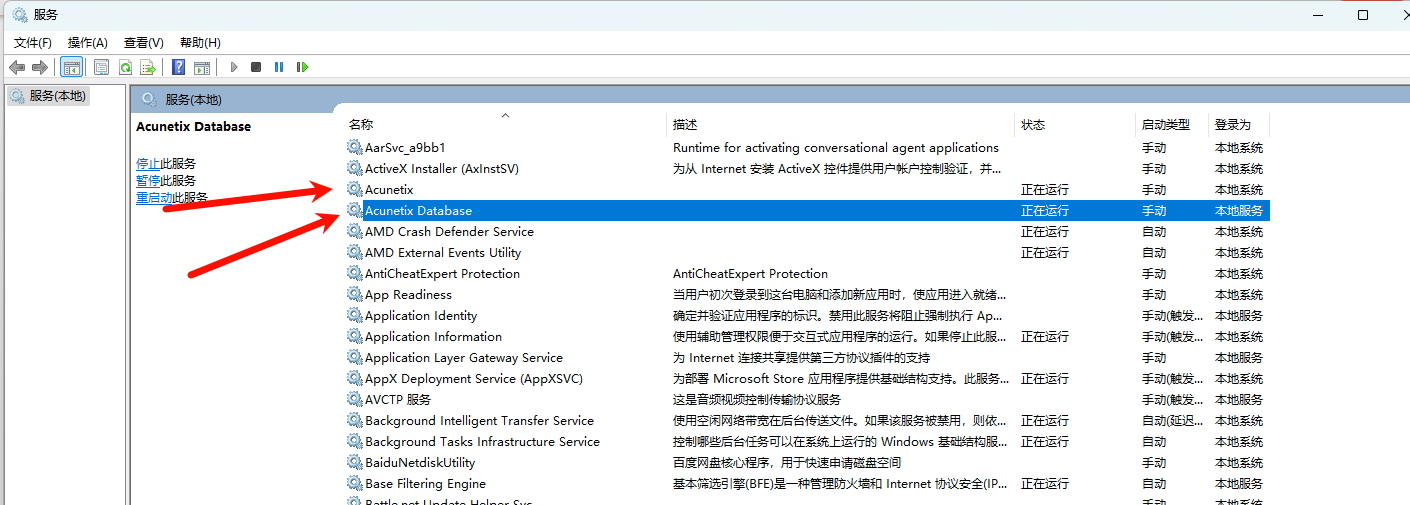 服务
文件(F) 操作(A) 查看(V) 帮助(H)
服务(本地)
服务(本地)
Acunetix Database
停止此服务
暂停此服务
重启动此服务
名称 描述 状态 启动类型 登录为
AarSvc_a9bb1 Runtime for activating conversational agent applications 手动 本地系统
ActiveX Installer (AxInstSV) 为从 Internet 安装 ActiveX 控件提供用户帐户控制验证，并... 手动 本地系统
Acunetix 正在运行 手动 本地系统
Acunetix Database 正在运行 手动 本地服务
AMD Crash Defender Service 正在运行 自动 本地系统
AMD External Events Utility 正在运行 自动 本地系统
AntiCheatExpert Protection AntiCheatExpert Protection 手动 本地系统
App Readiness 当用户初次登录到这台电脑和添加新应用时，使应用进入就绪... 手动 本地系统
Application Identity 确定并验证应用程序的标识。禁用此服务将阻止强制执行 Ap... 手动(触发... 本地服务
Application Information 使用辅助管理权限便于交互式应用程序的运行。如果停止此服... 正在运行 手动(触发... 本地系统
Application Layer Gateway Service 为 Internet 连接共享提供第三方协议插件的支持 手动 本地服务
AppX Deployment Service (AppXSVC) 为部署 Microsoft Store 应用程序提供基础结构支持。此服务... 正在运行 手动(触发... 本地系统
AVCTP 服务 这是音频视频控制传输协议服务 手动(触发... 本地服务
Background Intelligent Transfer Service 使用空闲网络带宽在后台传送文件。如果该服务被禁用，则依... 正在运行 自动(延迟... 本地系统
Background Tasks Infrastructure Service 控制哪些后台任务可以在系统上运行的 Windows 基础结构服... 正在运行 自动 本地系统
BaiduNetdiskUtility 百度网盘核心程序，用于快速申请磁盘空间 手动 本地系统
Base Filtering Engine 基本筛选引擎(BFE)是一种管理防火墙和 Internet 协议安全(IP... 正在运行 自动 本地服务
Battle.net Update Helper Svc 手动 本地系统